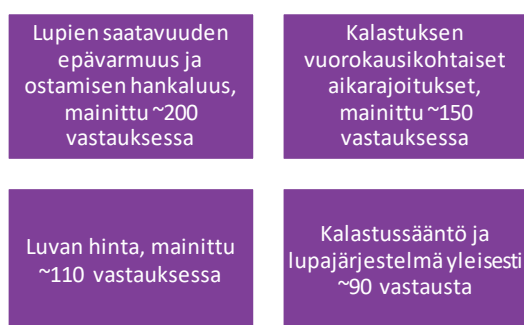 Lupien saatavuuden
epävarmuus ja
ostamisen hankaluus,
mainittu ~200
vastauksessa
Kalastuksen
vuorokausikohtaiset
aikarajoitukset,
mainittu ~150
vastauksessa
Luvan hinta, mainittu
~110 vastauksessa
Kalastussääntö ja
lupajärjestelmä yleisesti
~90 vastausta